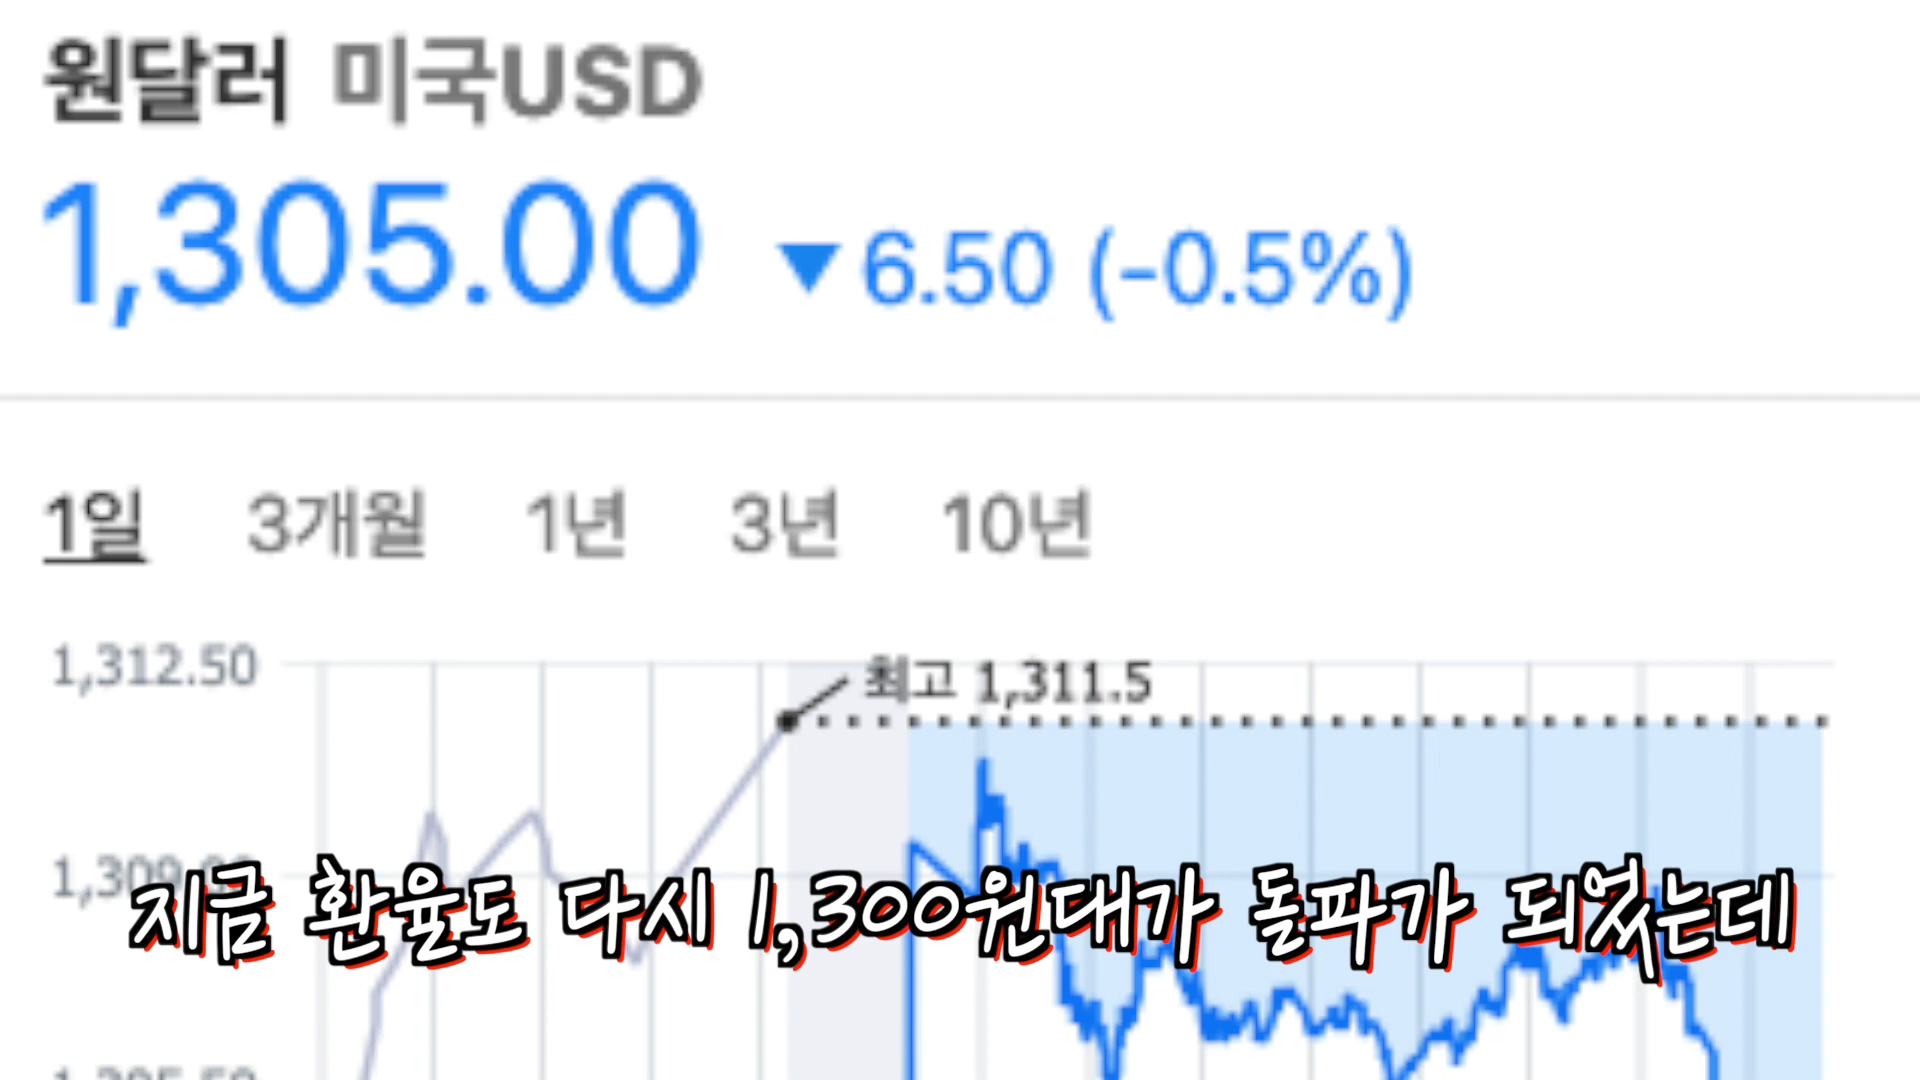 원달러 미국USD
1,305.00 ▼6.50 (-0.5%)
1일 3개월 1년 3년 10년
1,312.50
최고 1,311.5
지금 환율도 다시 1,300원대가 돌파가 되었는데